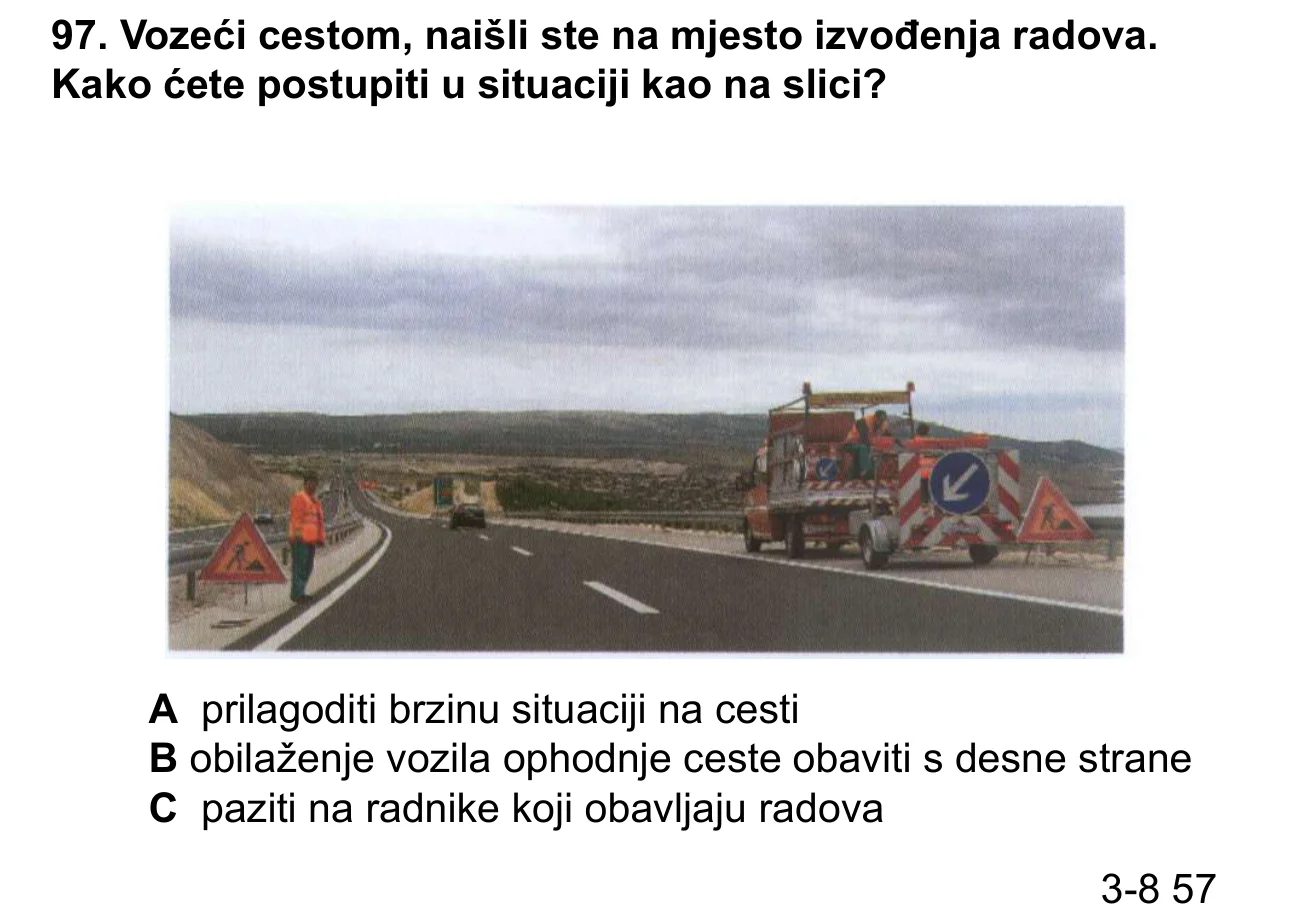 97. Vozeći cestom, naišli ste na mjesto izvođenja radova.
Kako ćete postupiti u situaciji kao na slici?
A prilagoditi brzinu situaciji na cesti
B obilaženje vozila ophodnje ceste obaviti s desne strane
C paziti na radnike koji obavljaju radova
3-8 57